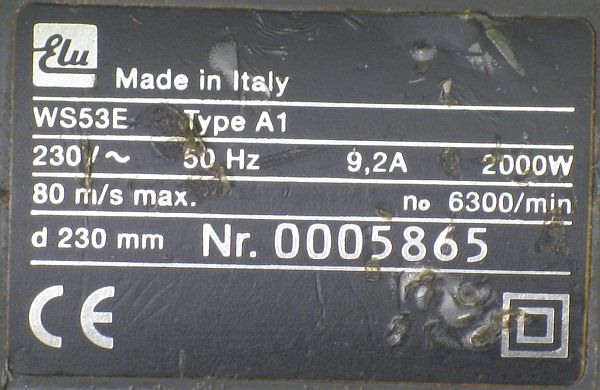 Elu
Made in Italy
WS53E Type A1
230V~ 50 Hz 9,2A 2000W
80 m/s max. no 6300/min
d 230 mm Nr. 0005865
CE